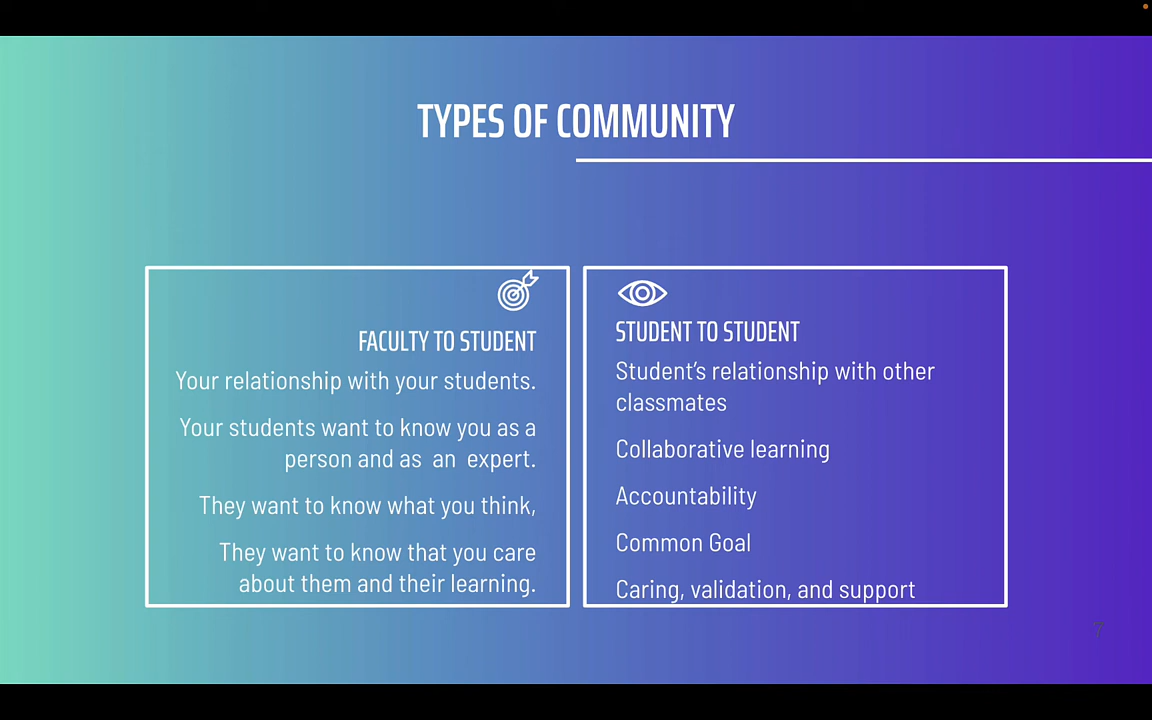 TYPES OF COMMUNITY
FACULTY TO STUDENT
Your relationship with your students.
Your students want to know you as a
person and as an expert.
They want to know what you think,
They want to know that you care
about them and their learning.
STUDENT TO STUDENT
Student’s relationship with other
classmates
Collaborative learning
Accountability
Common Goal
Caring, validation, and support
7